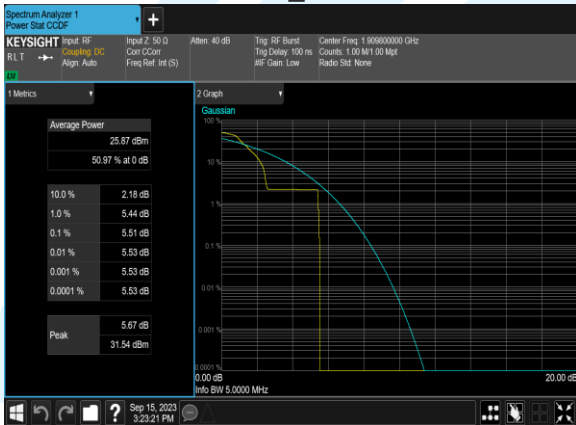 Spectrum Analyzer 1
Power Stat CCDF
+
KEYSIGHT
Input: RF
Coupling: DC
Align: Auto
Input Z: 50 Ω
Corr CCorr
Freq Ref: Int (S)
Atten: 40 dB
Trig: RF Burst
Trig Delay: 100 ns
#IF Gain: Low
Center Freq: 1.909800000 GHz
Counts: 1.00 M/1.00 Mpt
Radio Std: None
R L T
1 Metrics
Average Power
25.87 dBm
50.97 % at 0 dB
10.0 % 2.18 dB
1.0 % 5.44 dB
0.1 % 5.51 dB
0.01 % 5.53 dB
0.001 % 5.53 dB
0.0001 % 5.53 dB
Peak
5.67 dB
31.54 dBm
2 Graph
Gaussian
100 %
10 %
1 %
0.1 %
0.01 %
0.001 %
0.0001 %
0.00 dB
20.00 dB
Info BW 5.0000 MHz
?
Sep 15, 2023
3:23:21 PM